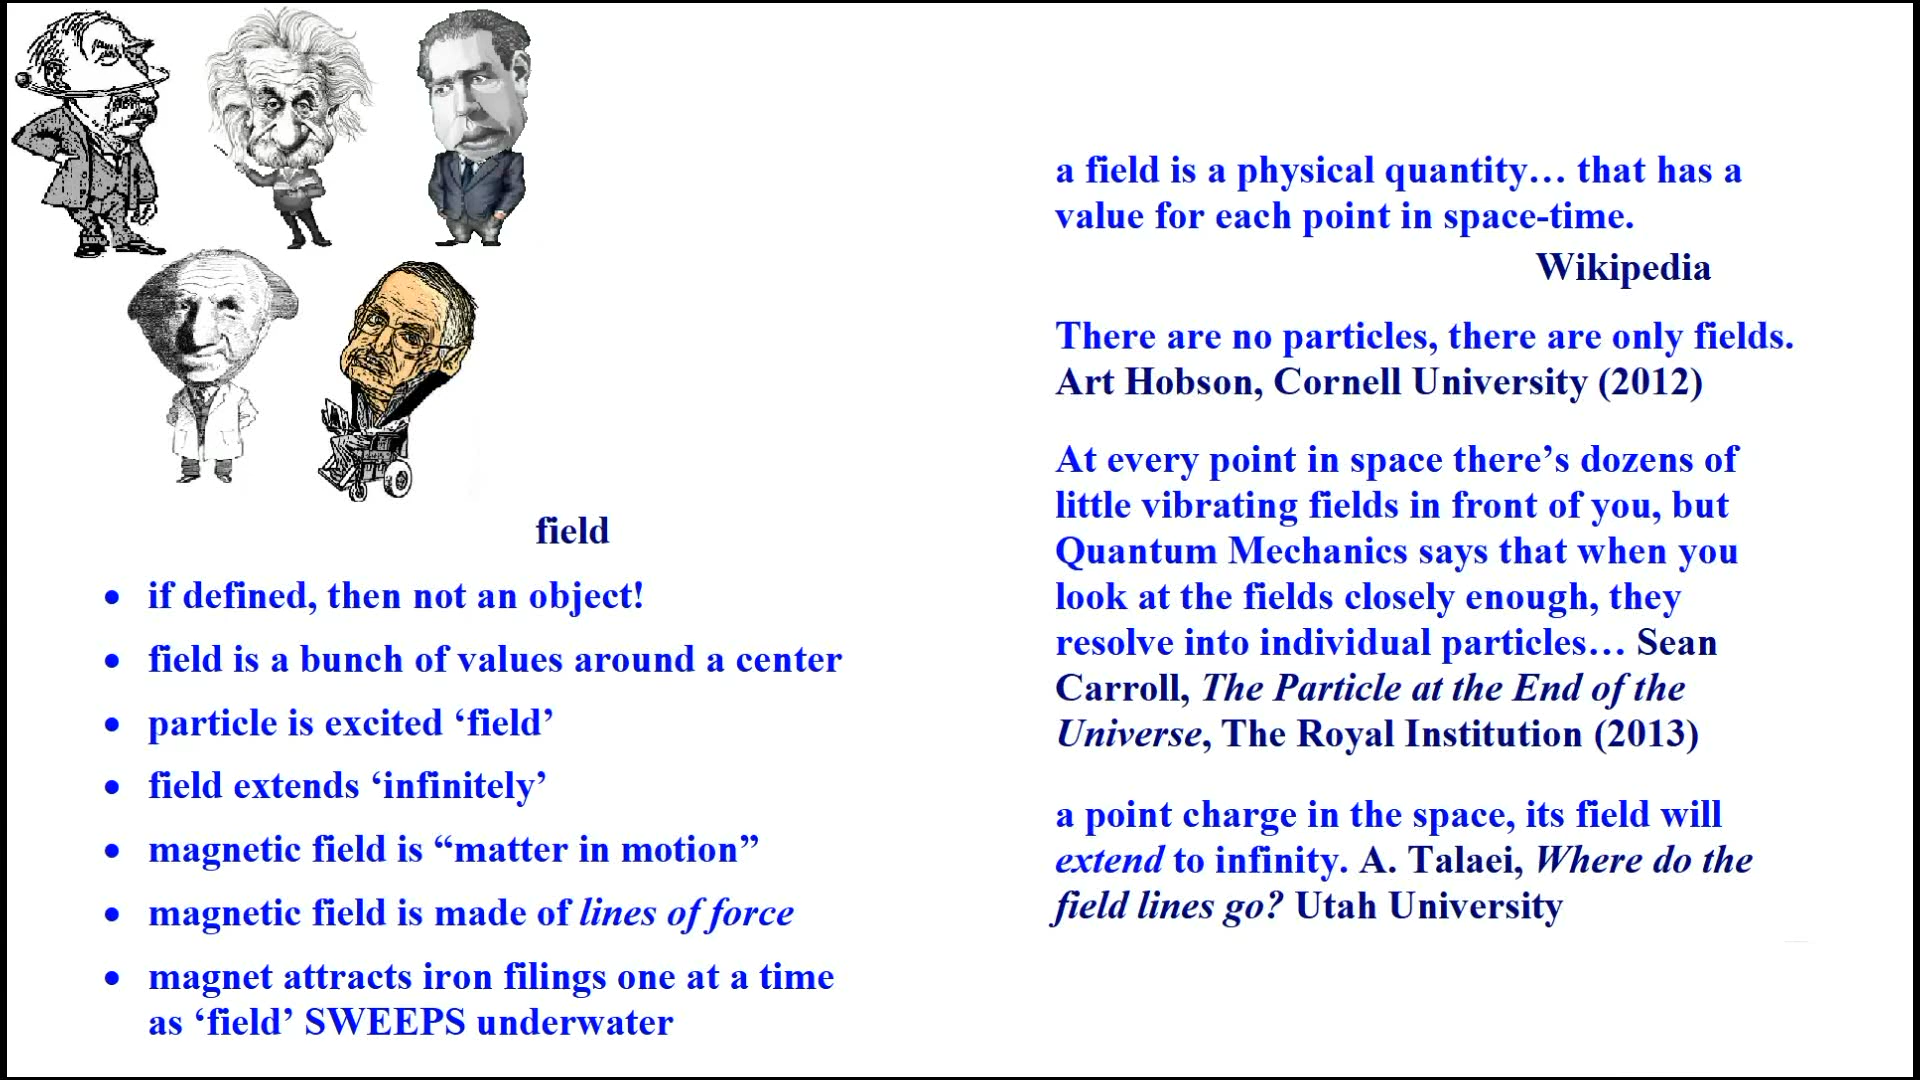 field
• if defined, then not an object!
• field is a bunch of values around a center
• particle is excited ‘field’
• field extends ‘infinitely’
• magnetic field is “matter in motion”
• magnetic field is made of lines of force
• magnet attracts iron filings one at a time
as ‘field’ SWEEPS underwater
a field is a physical quantity… that has a
value for each point in space-time.
Wikipedia
There are no particles, there are only fields.
Art Hobson, Cornell University (2012)
At every point in space there’s dozens of
little vibrating fields in front of you, but
Quantum Mechanics says that when you
look at the fields closely enough, they
resolve into individual particles… Sean
Carroll, The Particle at the End of the
Universe, The Royal Institution (2013)
a point charge in the space, its field will
extend to infinity. A. Talaei, Where do the
field lines go? Utah University